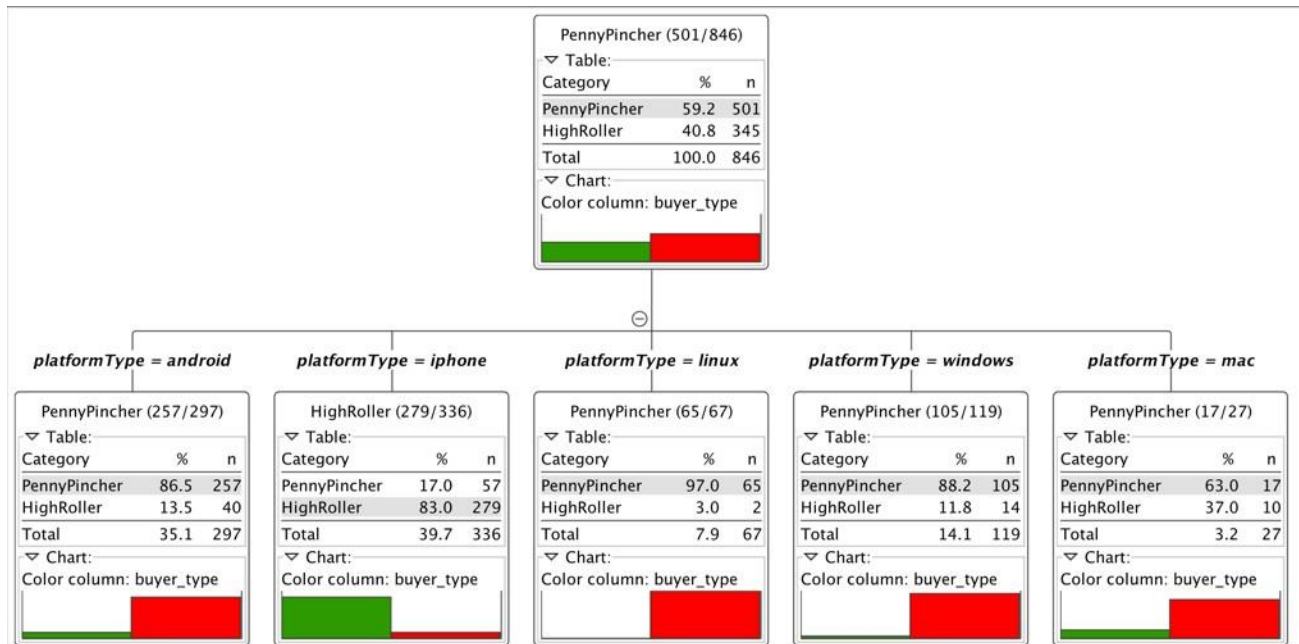 PennyPincher (501/846)
▽ Table:
Category % n
PennyPincher 59.2 501
HighRoller 40.8 345
Total 100.0 846
▽ Chart:
Color column: buyer_type
platformType = android
platformType = iphone
platformType = linux
platformType = windows
platformType = mac
PennyPincher (257/297)
▽ Table:
Category % n
PennyPincher 86.5 257
HighRoller 13.5 40
Total 35.1 297
▽ Chart:
Color column: buyer_type
HighRoller (279/336)
▽ Table:
Category % n
PennyPincher 17.0 57
HighRoller 83.0 279
Total 39.7 336
▽ Chart:
Color column: buyer_type
PennyPincher (65/67)
▽ Table:
Category % n
PennyPincher 97.0 65
HighRoller 3.0 2
Total 7.9 67
▽ Chart:
Color column: buyer_type
PennyPincher (105/119)
▽ Table:
Category % n
PennyPincher 88.2 105
HighRoller 11.8 14
Total 14.1 119
▽ Chart:
Color column: buyer_type
PennyPincher (17/27)
▽ Table:
Category % n
PennyPincher 63.0 17
HighRoller 37.0 10
Total 3.2 27
▽ Chart:
Color column: buyer_type